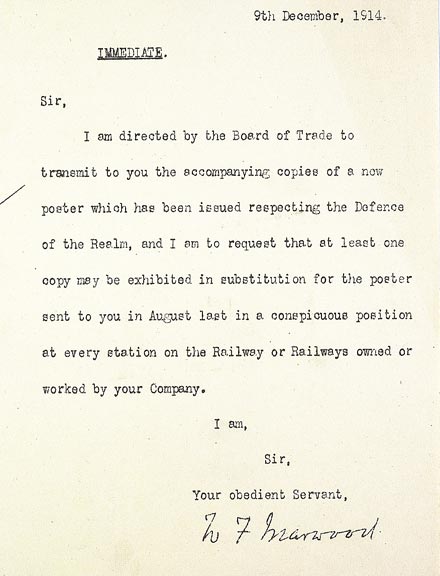 9th December, 1914.
IMMEDIATE.
Sir,
I am directed by the Board of Trade to
transmit to you the accompanying copies of a new
poster which has been issued respecting the Defence
of the Realm, and I am to request that at least one
copy may be exhibited in substitution for the poster
sent to you in August last in a conspicuous position
at every station on the Railway or Railways owned or
worked by your Company.
I am,
Sir,
Your obedient Servant,
W F Marwood